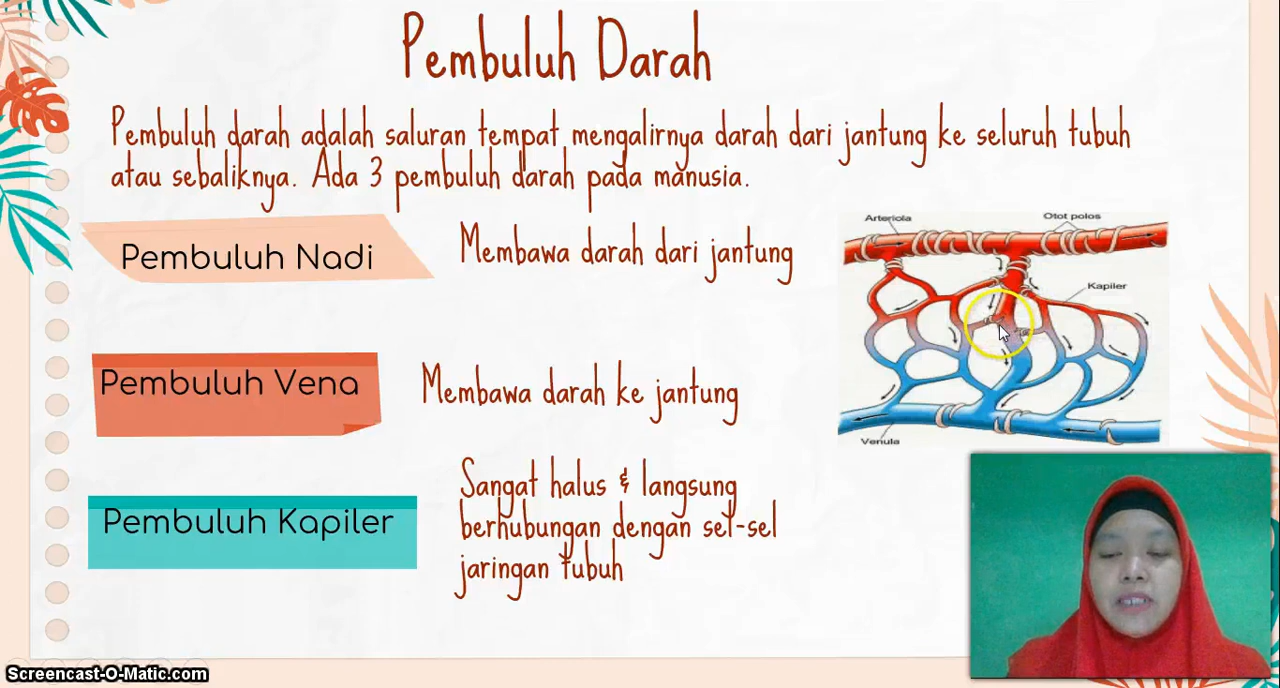 Pembuluh Darah
Pembuluh darah adalah saluran tempat mengalirnya darah dari jantung ke seluruh tubuh
atau sebaliknya. Ada 3 pembuluh darah pada manusia.
Pembuluh Nadi
Membawa darah dari jantung
Arteriola
Otot polos
Kapiler
Venula
Pembuluh Vena
Membawa darah ke jantung
Pembuluh Kapiler
Sangat halus & langsung
berhubungan dengan sel-sel
jaringan tubuh
Screencast-O-Matic.com